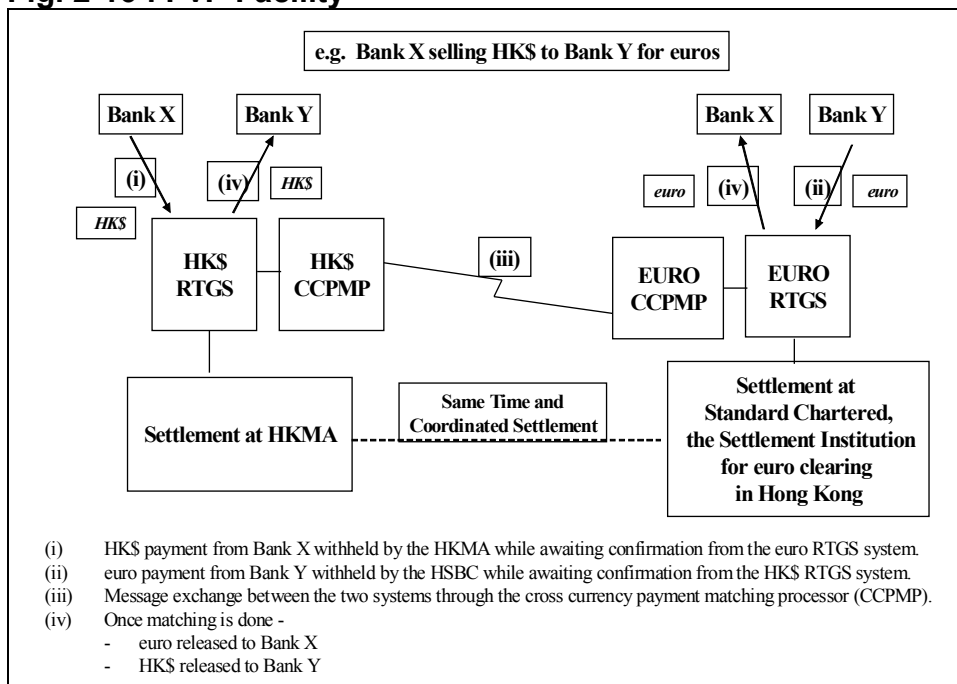 e.g. Bank X selling HK$ to Bank Y for euros
Bank X
Bank Y
Bank X
Bank Y
(i)
(iv)
HK$
HK$
euro
(iv)
(ii)
euro
HK$
RTGS
HK$
CCPMP
(iii)
EURO
CCPMP
EURO
RTGS
Settlement at HKMA
Same Time and
Coordinated Settlement
Settlement at
Standard Chartered,
the Settlement Institution
for euro clearing
in Hong Kong
(i) HK$ payment from Bank X withheld by the HKMA while awaiting confirmation from the euro RTGS system.
(ii) euro payment from Bank Y withheld by the HSBC while awaiting confirmation from the HK$ RTGS system.
(iii) Message exchange between the two systems through the cross currency payment matching processor (CCPMP).
(iv) Once matching is done -
- euro released to Bank X
- HK$ released to Bank Y